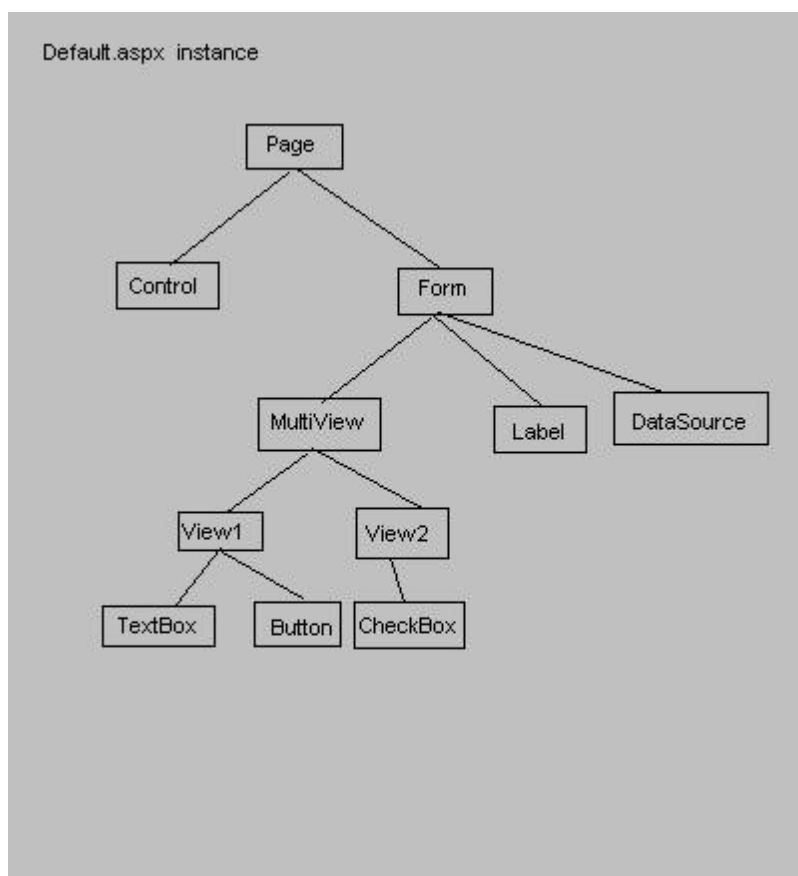 Default.aspx instance
Page
Control
Form
MultiView
Label
DataSource
View1
View2
TextBox
Button
CheckBox